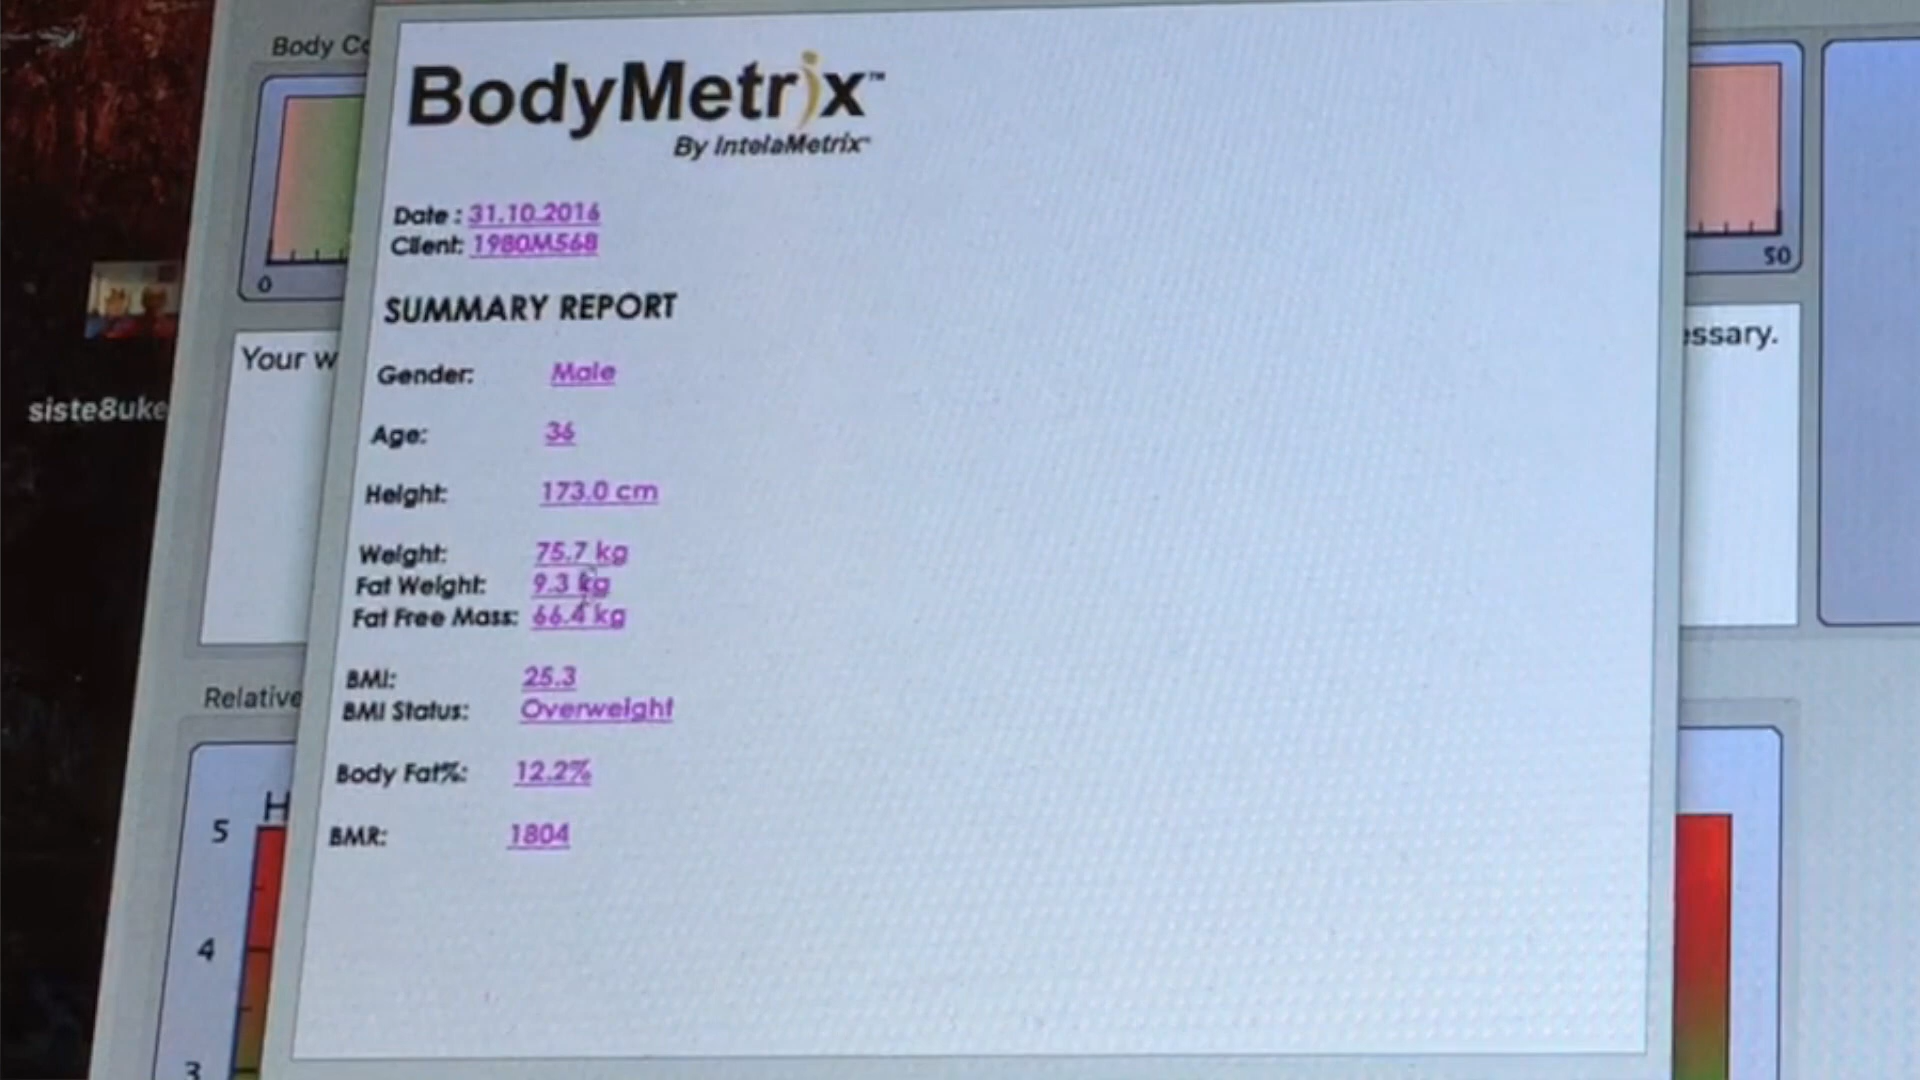 Body Co
BodyMetrix™
By IntelaMetrix™
Date : 31.10.2016
Client: 1980M568
0
50
SUMMARY REPORT
Your w
essary.
Gender: Male
siste8uke
Age: 36
Height: 173.0 cm
Weight: 75.7 kg
Fat Weight: 9.3 kg
Fat Free Mass: 66.4 kg
BMI: 25.3
Relative
BMI Status: Overweight
Body Fat%: 12.2%
H
5
BMR: 1804
4
3